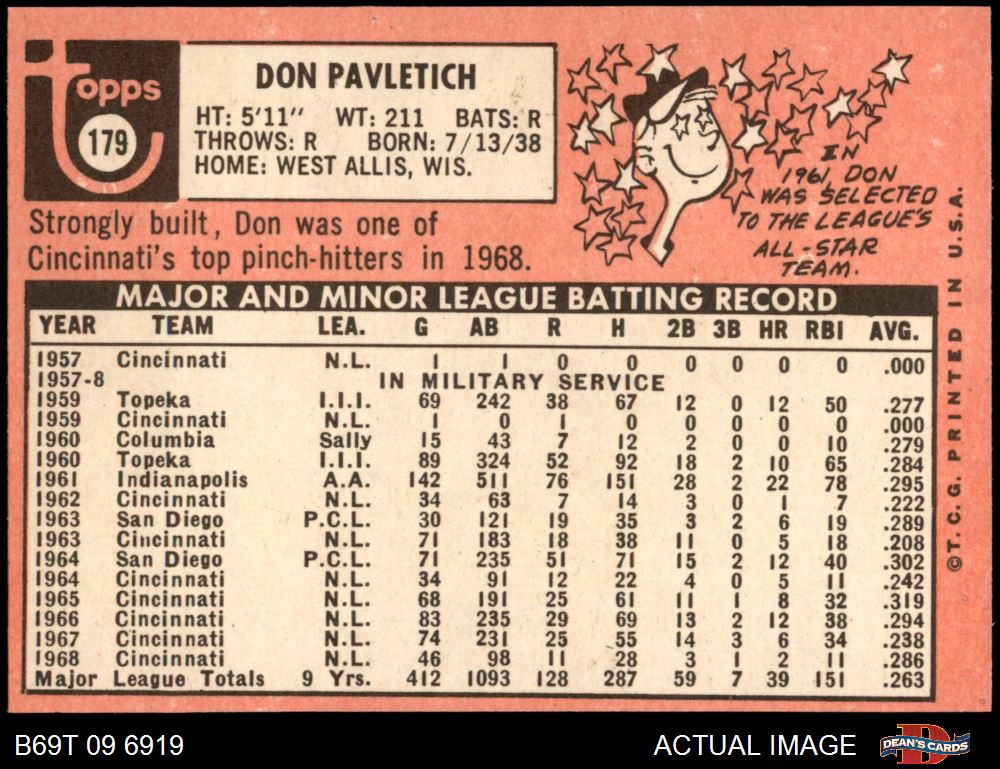 Topps
179
DON PAVLETICH
HT: 5'11" WT: 211 BATS: R
THROWS: R BORN: 7/13/38
HOME: WEST ALLIS, WIS.
IN
1961, DON
WAS SELECTED
TO THE LEAGUE'S
ALL-STAR
TEAM.
Strongly built, Don was one of
Cincinnati's top pinch-hitters in 1968.
MAJOR AND MINOR LEAGUE BATTING RECORD
YEAR TEAM LEA. G AB R H 2B 3B HR RBI AVG.
1957 Cincinnati N.L. 1 1 0 0 0 0 0 0 .000
1957-8 IN MILITARY SERVICE
1959 Topeka I.I.I. 69 242 38 67 12 0 12 50 .277
1959 Cincinnati N.L. 1 0 1 0 0 0 0 0 .000
1960 Columbia Sally 15 43 7 12 2 0 0 10 .279
1960 Topeka I.I.I. 89 324 52 92 18 2 10 65 .284
1961 Indianapolis A.A. 142 511 76 151 28 2 22 78 .295
1962 Cincinnati N.L. 34 63 7 14 3 0 1 7 .222
1963 San Diego P.C.L. 30 121 19 35 3 2 6 19 .289
1963 Cincinnati N.L. 71 183 18 38 11 0 5 18 .208
1964 San Diego P.C.L. 71 235 51 71 15 2 12 40 .302
1964 Cincinnati N.L. 34 91 12 22 4 0 5 11 .242
1965 Cincinnati N.L. 68 191 25 61 11 1 8 32 .319
1966 Cincinnati N.L. 83 235 29 69 13 2 12 38 .294
1967 Cincinnati N.L. 74 231 25 55 14 3 6 34 .238
1968 Cincinnati N.L. 46 98 11 28 3 1 2 11 .286
Major League Totals 9 Yrs. 412 1093 128 287 59 7 39 151 .263
©T.C.G. PRINTED IN U.S.A.
B69T 09 6919
ACTUAL IMAGE
DEAN'S CARDS